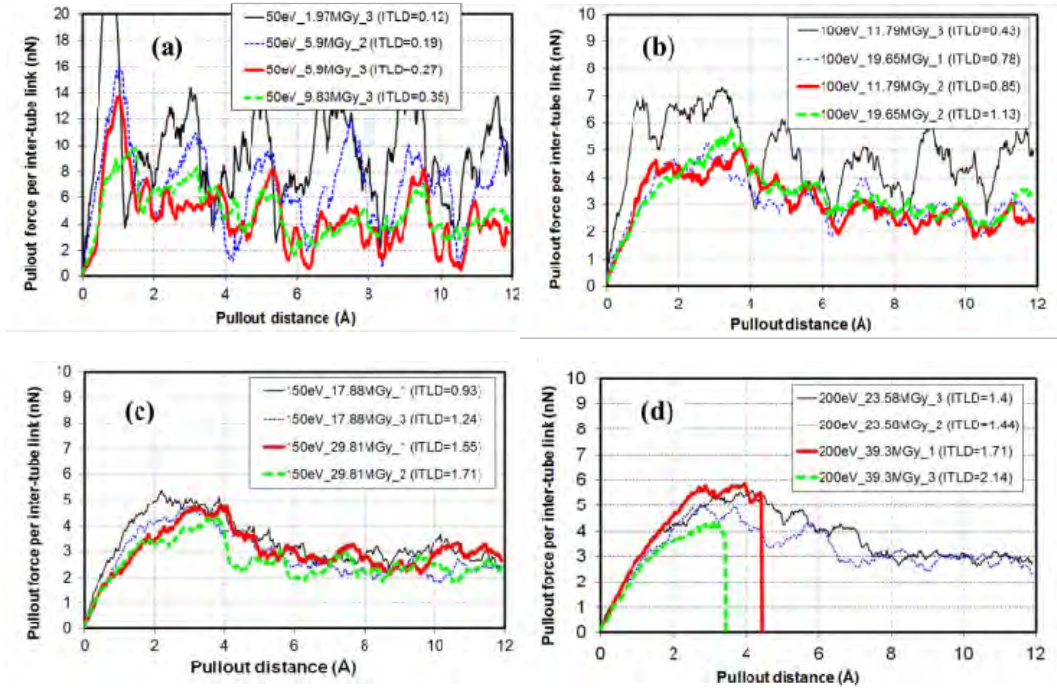 (a)
50eV_1.97MGy_3 (ITLD=0.12)
50eV_5.9MGy_2 (ITLD=0.19)
50eV_5.9MGy_3 (ITLD=0.27)
50eV_9.83MGy_3 (ITLD=0.35)
Pullout force per inter-tube link (nN)
20
18
16
14
12
10
8
6
4
2
0
0 2 4 6 8 10 12
Pullout distance (Å)
(b)
100eV_11.79MGy_3 (ITLD=0.43)
100eV_19.65MGy_1 (ITLD=0.78)
100eV_11.79MGy_2 (ITLD=0.85)
100eV_19.65MGy_2 (ITLD=1.13)
Pullout force per inter-tube link (nN)
10
9
8
7
6
5
4
3
2
1
0
0 2 4 6 8 10 12
Pullout distance (Å)
(c)
150eV_17.88MGy_1 (ITLD=0.93)
150eV_17.88MGy_3 (ITLD=1.24)
150eV_29.81MGy_1 (ITLD=1.55)
150eV_29.81MGy_2 (ITLD=1.71)
Pullout force per inter-tube link (nN)
10
9
8
7
6
5
4
3
2
1
0
0 2 4 6 8 10 12
Pullout distance (Å)
(d)
200eV_23.58MGy_3 (ITLD=1.4)
200eV_23.58MGy_2 (ITLD=1.44)
200eV_39.3MGy_1 (ITLD=1.71)
200eV_39.3MGy_3 (ITLD=2.14)
Pullout force per inter-tube link (nN)
10
9
8
7
6
5
4
3
2
1
0
0 2 4 6 8 10 12
Pullout distance (Å)